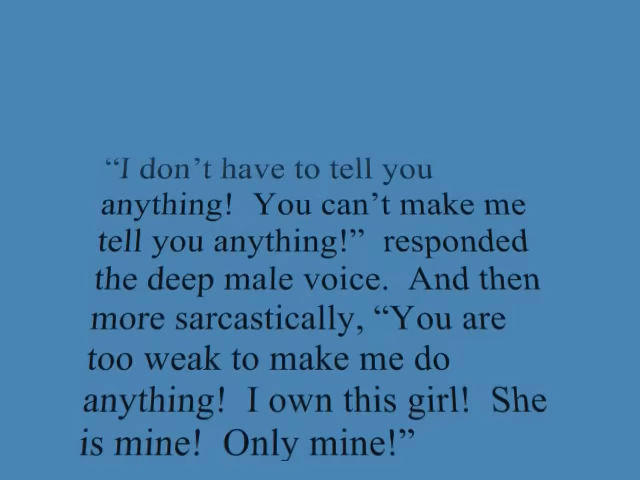 “I don’t have to tell you
anything!  You can’t make me
tell you anything!”  responded
the deep male voice.  And then
more sarcastically, “You are
too weak to make me do
anything!  I own this girl!  She
is mine!  Only mine!”